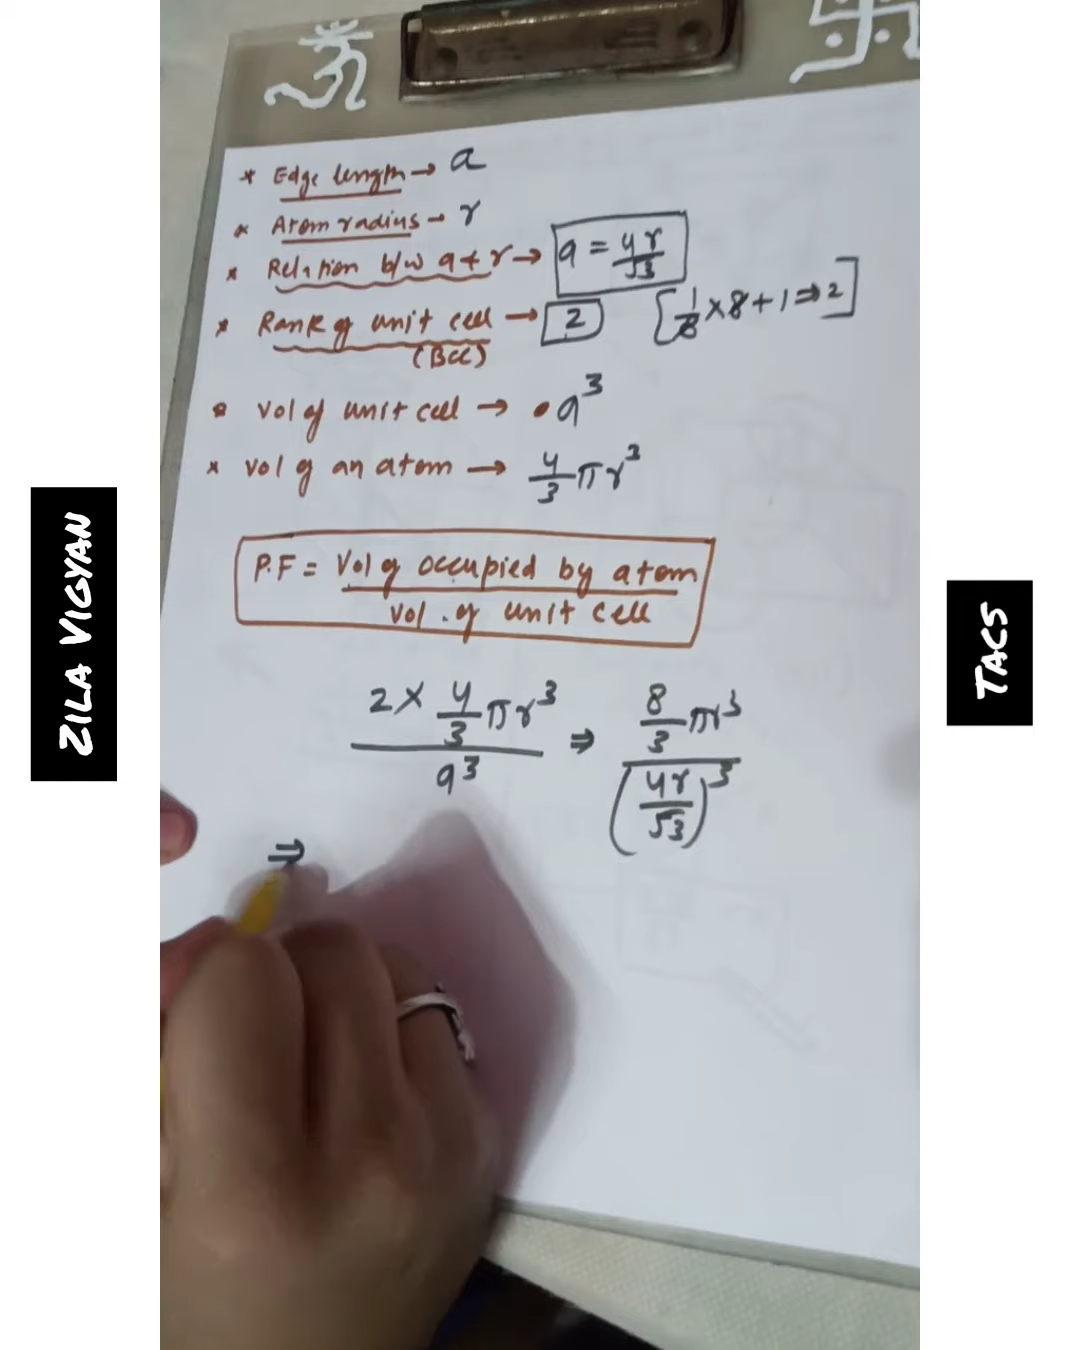 ॐ
卐
* Edge length → a
* Atom radius → r
* Relation b/w a & r → a = 4r/√3
* Rank of unit cell → 2 [1/8 × 8 + 1 ⇒ 2]
(BCC)
* Vol of unit cell → a³
* Vol of an atom → 4/3 πr³
P.F = Vol of occupied by atom
Vol. of unit cell
2 × 4/3 πr³ / a³ ⇒ 8/3 πr³ / (4r/√3)³
⇒
ZILA VIGYAN
TACS